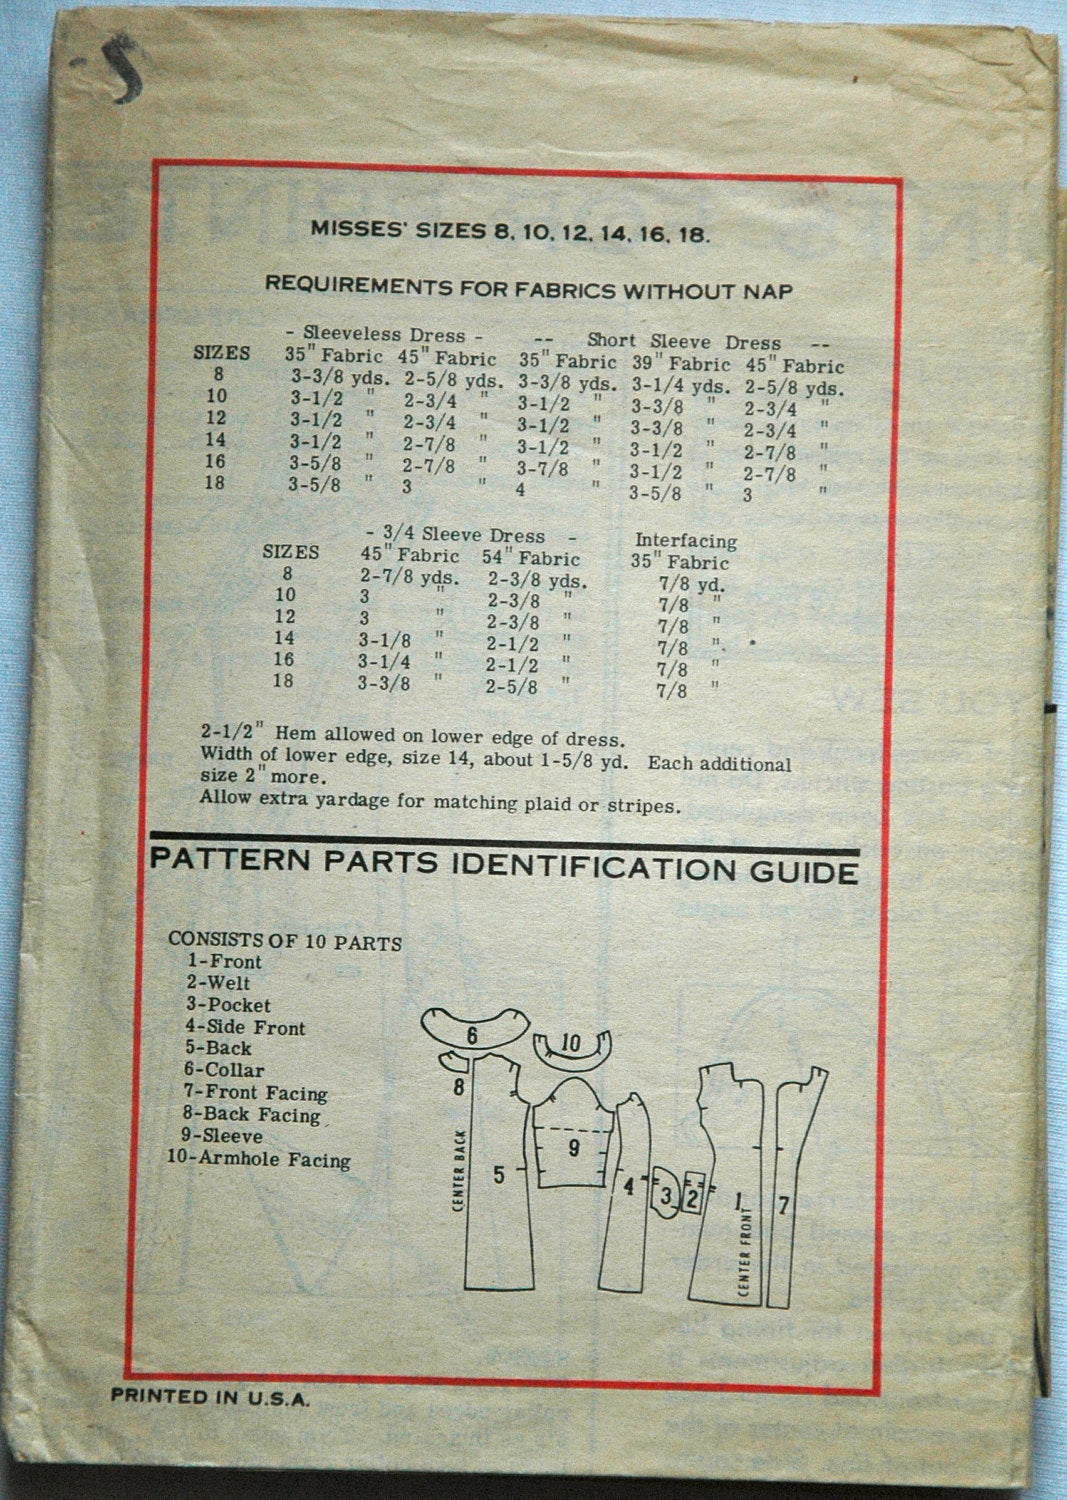 MISSES' SIZES 8, 10, 12, 14, 16, 18.
REQUIREMENTS FOR FABRICS WITHOUT NAP
- Sleeveless Dress - -- Short Sleeve Dress --
SIZES 35" Fabric 45" Fabric 35" Fabric 39" Fabric 45" Fabric
8 3-3/8 yds. 2-5/8 yds. 3-3/8 yds. 3-1/4 yds. 2-5/8 yds.
10 3-1/2 " 2-3/4 " 3-1/2 " 3-3/8 " 2-3/4 "
12 3-1/2 " 2-3/4 " 3-1/2 " 3-3/8 " 2-3/4 "
14 3-1/2 " 2-7/8 " 3-1/2 " 3-1/2 " 2-7/8 "
16 3-5/8 " 2-7/8 " 3-7/8 " 3-1/2 " 2-7/8 "
18 3-5/8 " 3 " 4 " 3-5/8 " 3 "
- 3/4 Sleeve Dress - Interfacing
SIZES 45" Fabric 54" Fabric 35" Fabric
8 2-7/8 yds. 2-3/8 yds. 7/8 yd.
10 3 " 2-3/8 " 7/8 "
12 3 " 2-3/8 " 7/8 "
14 3-1/8 " 2-1/2 " 7/8 "
16 3-1/4 " 2-1/2 " 7/8 "
18 3-3/8 " 2-5/8 " 7/8 "
2-1/2" Hem allowed on lower edge of dress.
Width of lower edge, size 14, about 1-5/8 yd. Each additional
size 2" more.
Allow extra yardage for matching plaid or stripes.
PATTERN PARTS IDENTIFICATION GUIDE
CONSISTS OF 10 PARTS
1-Front
2-Welt
3-Pocket
4-Side Front
5-Back
6-Collar
7-Front Facing
8-Back Facing
9-Sleeve
10-Armhole Facing
6
10
8
CENTER BACK
5
9
4
3
2
1
CENTER FRONT
7
PRINTED IN U.S.A.